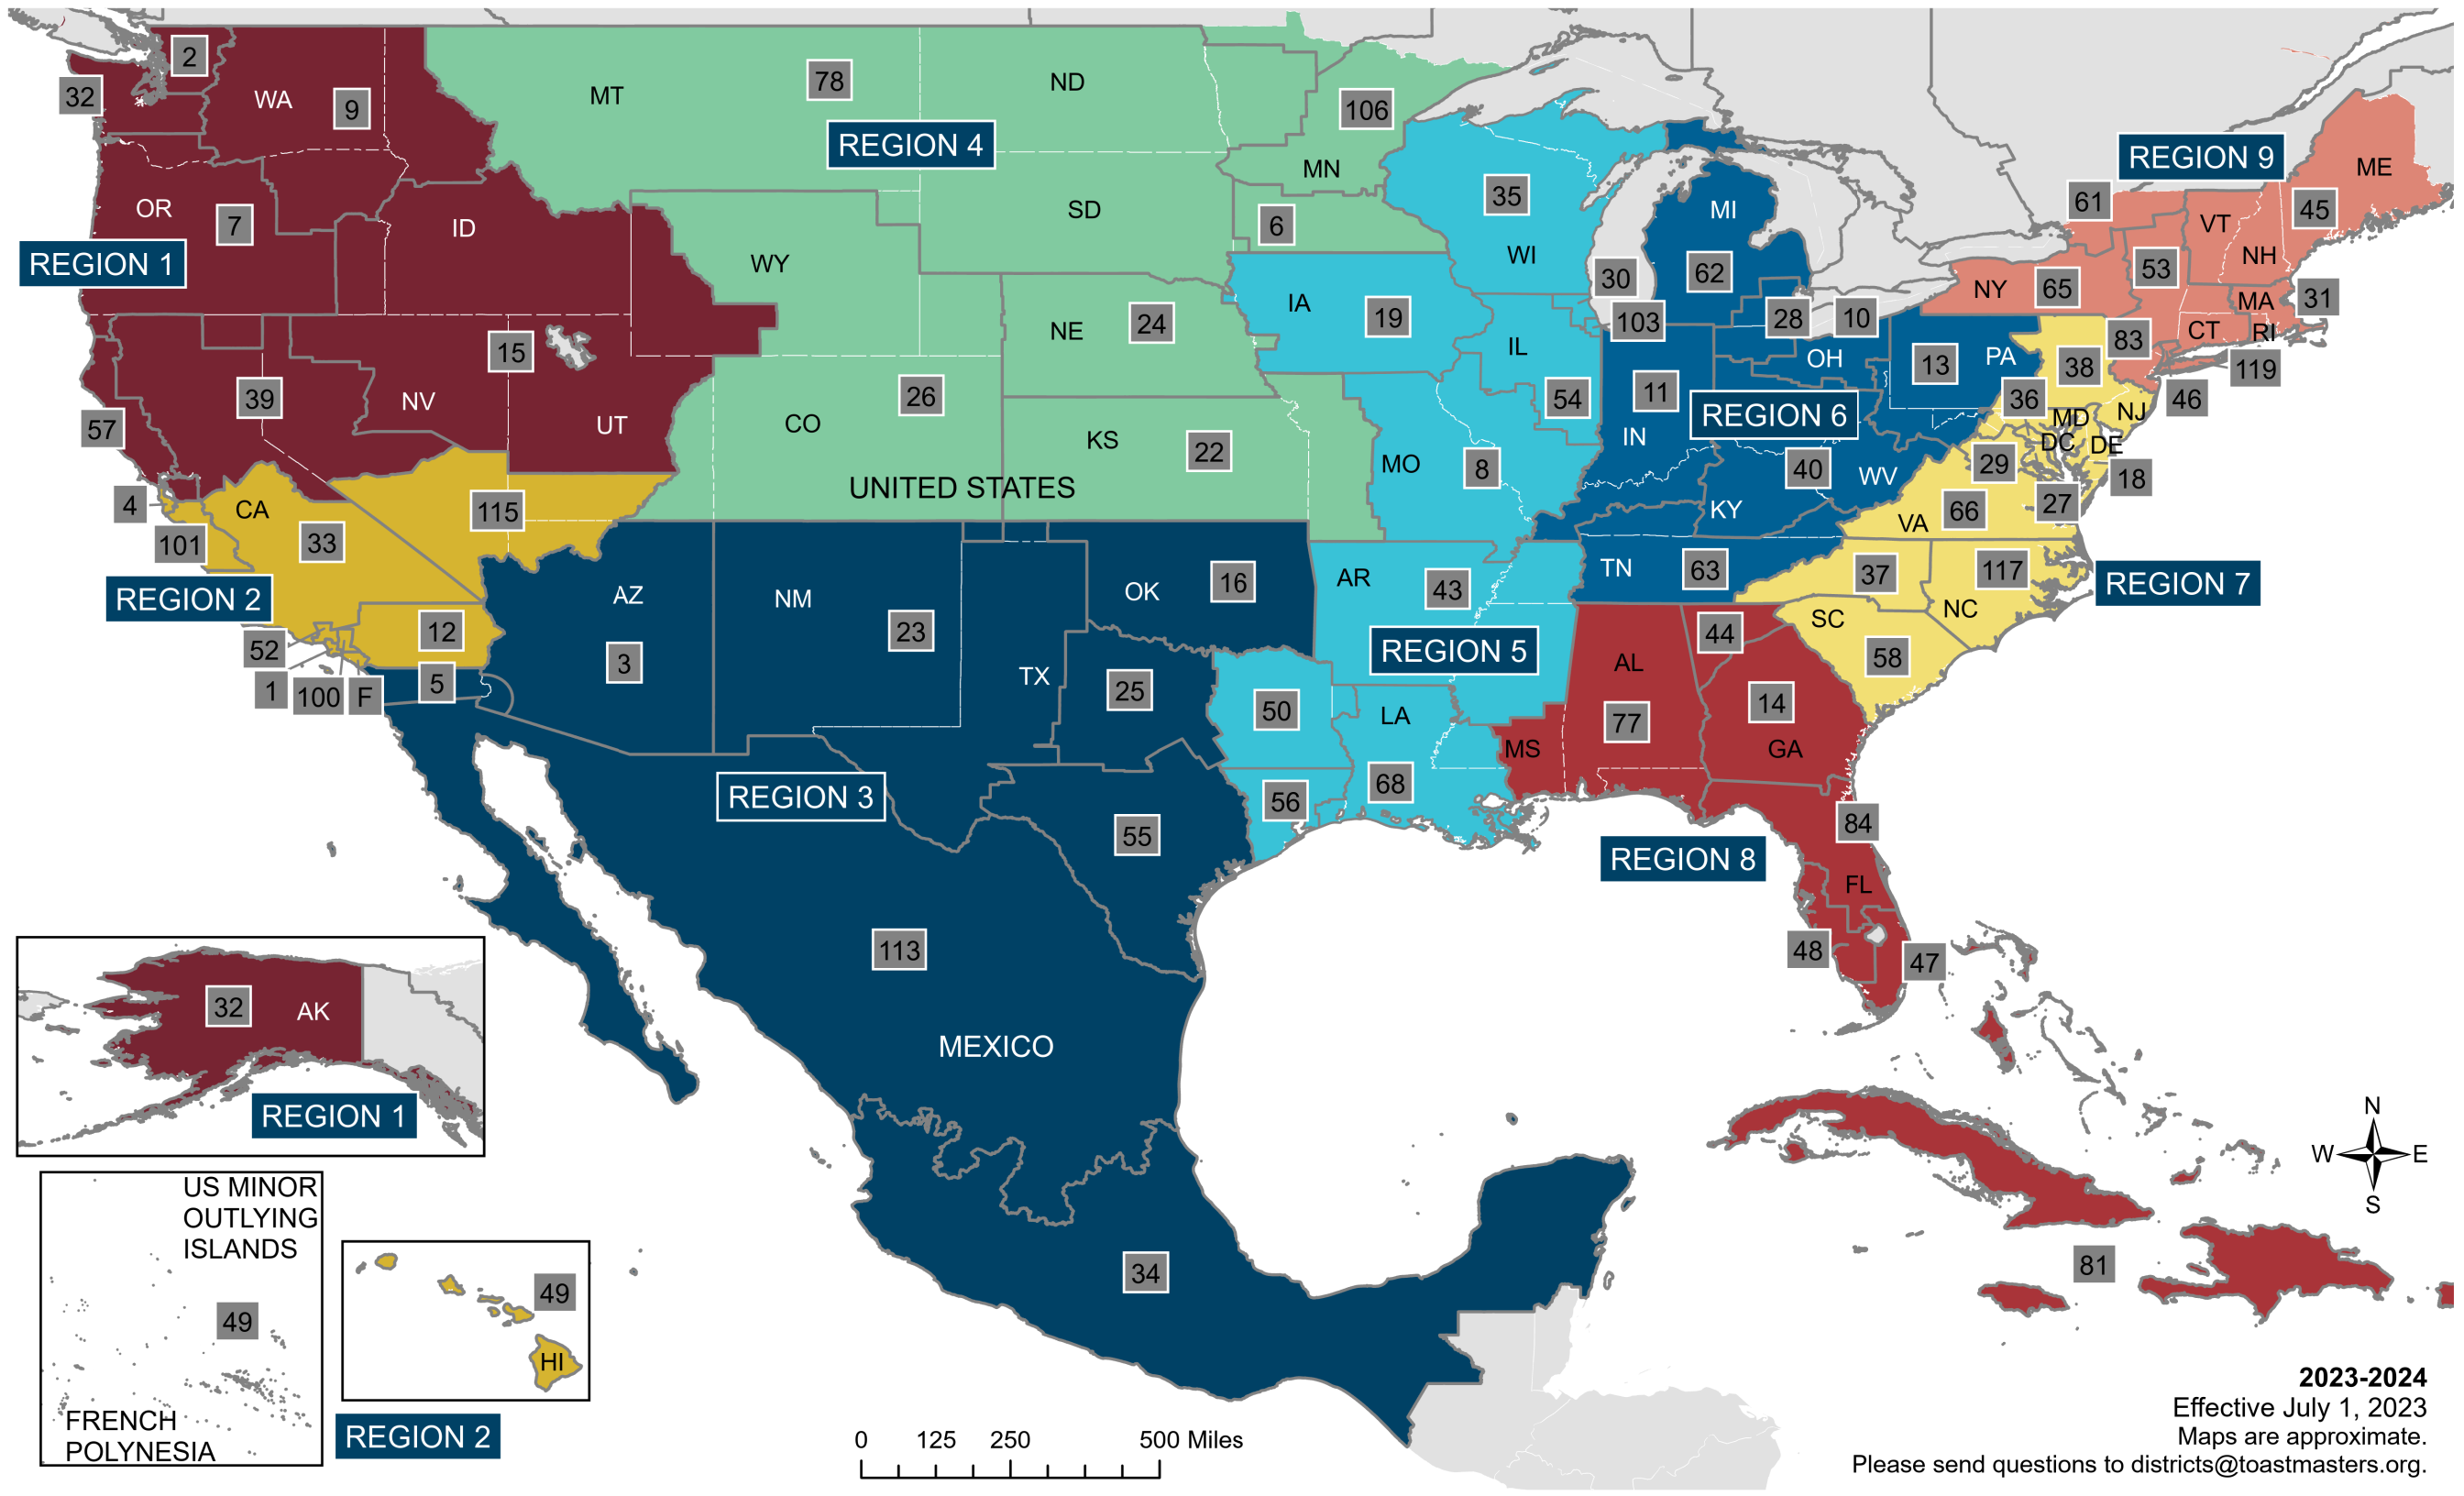 2
32
WA
9
MT
78
ND
106
REGION 4
MN
REGION 9
ME
OR
7
ID
SD
6
35
MI
61
45
VT
REGION 1
WY
WI
62
30
53
NH
NY
65
MA
31
IA
19
103
28
10
15
NE
24
IL
OH
13
PA
83
CT
RI
38
119
39
NV
26
54
11
36
46
57
UT
CO
KS
22
IN
REGION 6
MD
NJ
DC
DE
MO
8
40
WV
29
18
UNITED STATES
4
CA
115
KY
VA
66
27
101
33
AR
43
TN
63
37
117
REGION 7
REGION 2
AZ
NM
OK
16
NC
SC
12
52
23
REGION 5
44
58
3
TX
AL
1
100
F
5
25
50
LA
77
14
MS
GA
REGION 3
56
68
55
84
REGION 8
FL
113
48
47
32
AK
MEXICO
REGION 1
N
W
E
S
US MINOR
OUTLYING
ISLANDS
49
49
HI
34
81
FRENCH
POLYNESIA
REGION 2
0 125 250 500 Miles
2023-2024
Effective July 1, 2023
Maps are approximate.
Please send questions to districts@toastmasters.org.